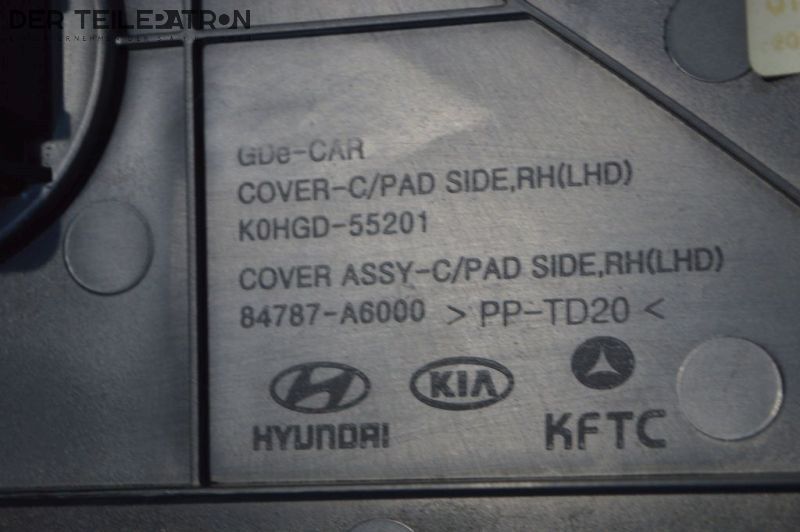 DER TEILEPATRON
GDe-CAR
COVER-C/PAD SIDE,RH(LHD)
K0HGD-55201
COVER ASSY-C/PAD SIDE,RH(LHD)
84787-A6000 > PP-TD20 <
HYUNDAI
KIA
KFTC